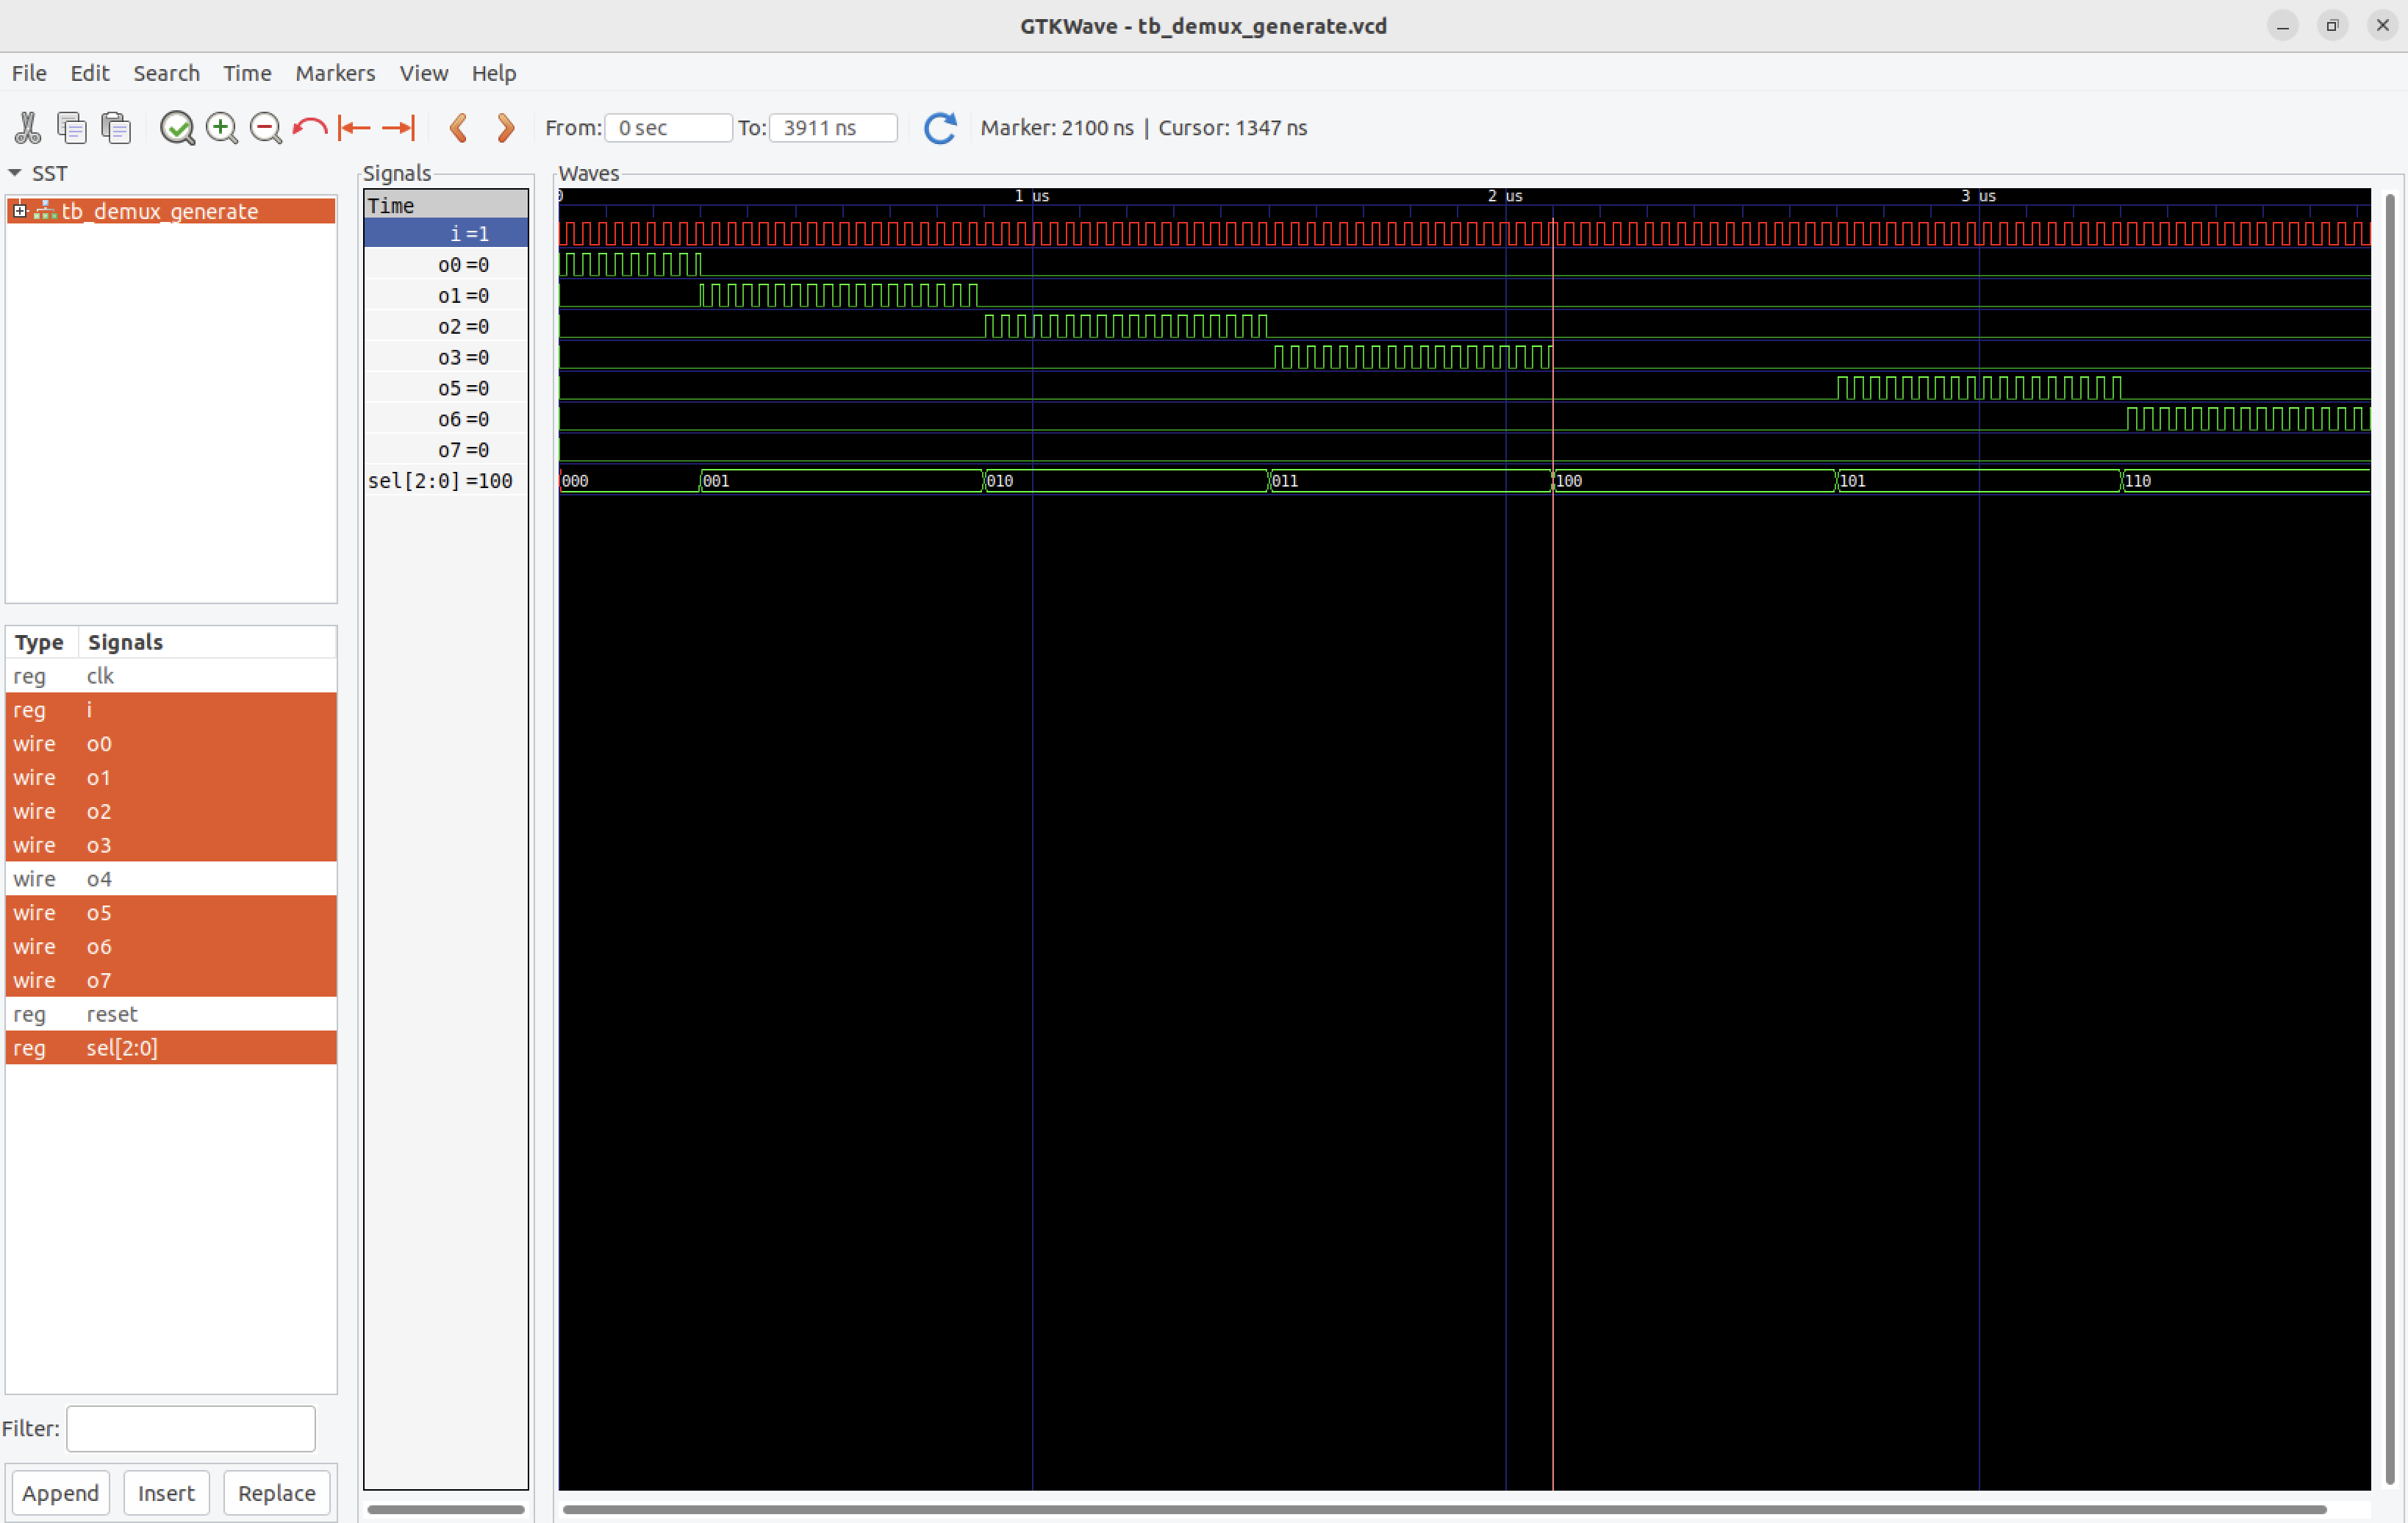 GTKWave - tb_demux_generate.vcd
File Edit Search Time Markers View Help
From: 0 sec To: 3911 ns Marker: 2100 ns | Cursor: 1347 ns
SST
tb_demux_generate
Type Signals
reg clk
reg i
wire o0
wire o1
wire o2
wire o3
wire o4
wire o5
wire o6
wire o7
reg reset
reg sel[2:0]
Filter:
Append Insert Replace
Signals
Time
i=1
o0=0
o1=0
o2=0
o3=0
o5=0
o6=0
o7=0
sel[2:0]=100
Waves
0 1 us 2 us 3 us
000 001 010 011 100 101 110